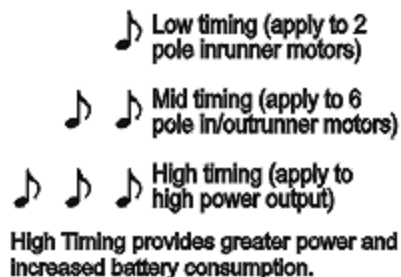 Low timing (apply to 2
pole inrunner motors)
Mid timing (apply to 6
pole in/outrunner motors)
High timing (apply to
high power output)
High Timing provides greater power and
increased battery consumption.